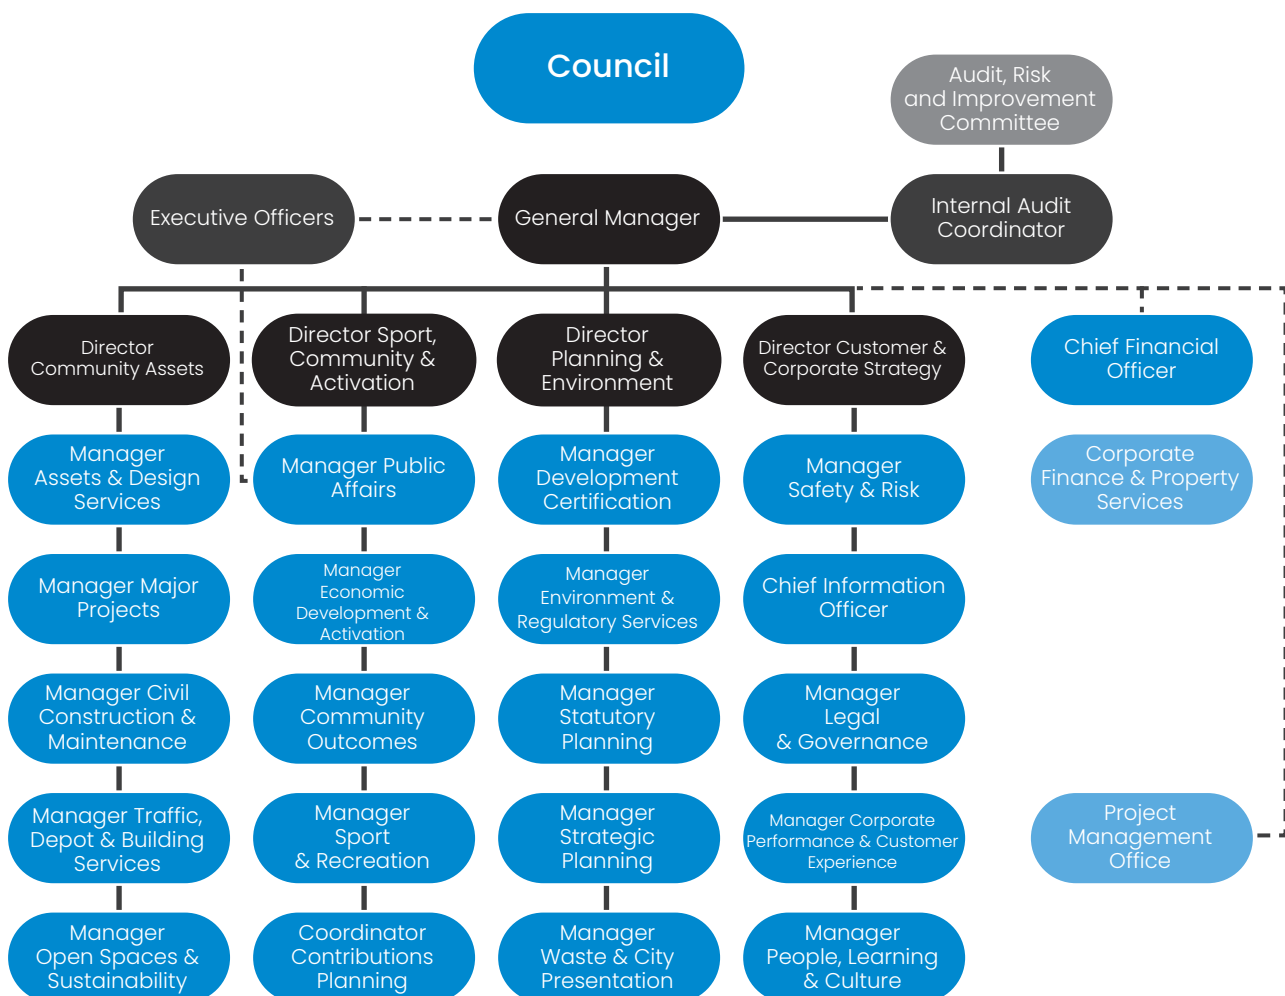 Council
Audit, Risk
and Improvement
Committee
Executive Officers
General Manager
Internal Audit
Coordinator
Director
Community Assets
Director Sport,
Community &
Activation
Director
Planning &
Environment
Director Customer &
Corporate Strategy
Chief Financial
Officer
Manager
Assets & Design
Services
Manager Public
Affairs
Manager
Development
Certification
Manager
Safety & Risk
Corporate
Finance & Property
Services
Manager Major
Projects
Manager
Economic
Development &
Activation
Manager
Environment &
Regulatory Services
Chief Information
Officer
Manager Civil
Construction &
Maintenance
Manager
Community
Outcomes
Manager
Statutory
Planning
Manager
Legal
& Governance
Manager Traffic,
Depot & Building
Services
Manager
Sport
& Recreation
Manager
Strategic
Planning
Manager Corporate
Performance & Customer
Experience
Project
Management
Office
Manager
Open Spaces &
Sustainability
Coordinator
Contributions
Planning
Manager
Waste & City
Presentation
Manager
People, Learning
& Culture